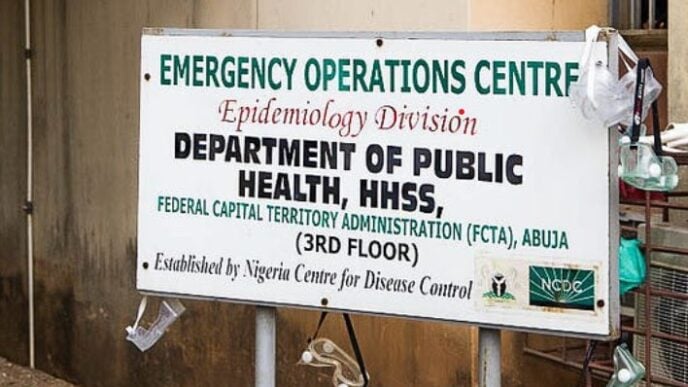 EMERGENCY OPERATIONS CENTRE
Epidemiology Division
DEPARTMENT OF PUBLIC
HEALTH, HHSS,
FEDERAL CAPITAL TERRITORY ADMINISTRATION (FCTA), ABUJA
(3RD FLOOR)
Established by Nigeria Centre for Disease Control
NCDC